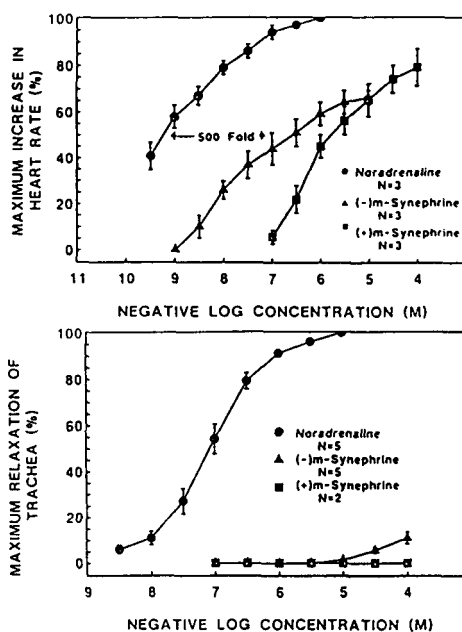 MAXIMUM INCREASE IN
HEART RATE (%)
100
80
60
40
20
0
← 500 Fold →
Noradrenaline
N=3
(-)m-Synephrine
N=3
(+)m-Synephrine
N=3
11 10 9 8 7 6 5 4
NEGATIVE LOG CONCENTRATION (M)
MAXIMUM RELAXATION OF
TRACHEA (%)
100
80
60
40
20
0
Noradrenaline
N=5
(-)m-Synephrine
N=5
(+)m-Synephrine
N=2
9 8 7 6 5 4
NEGATIVE LOG CONCENTRATION (M)